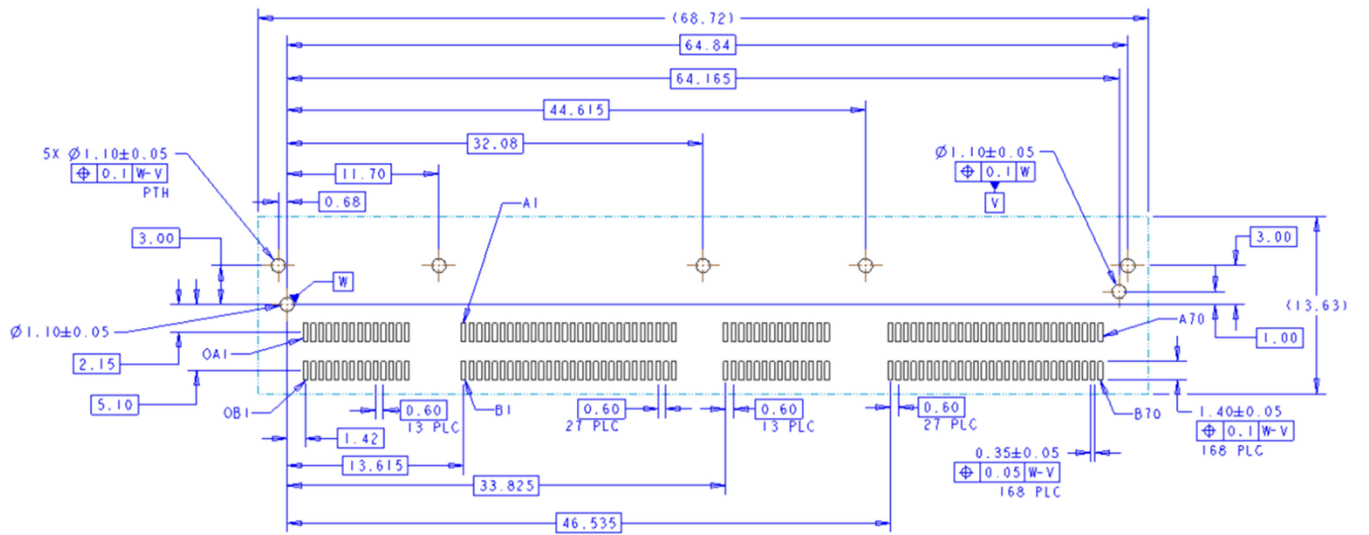 (68.72)
64.84
64.165
44.615
32.08
5X Ø1.10±0.05
⌖ 0.1 W-V
PTH
11.70
0.68
Ø1.10±0.05
⌖ 0.1 W
V
A1
3.00
3.00
W
(13.63)
Ø1.10±0.05
A70
1.00
OA1
2.15
5.10
OB1
B1
B70
0.60
13 PLC
0.60
27 PLC
0.60
13 PLC
0.60
27 PLC
1.40±0.05
⌖ 0.1 W-V
168 PLC
1.42
13.615
0.35±0.05
⌖ 0.05 W-V
168 PLC
33.825
46.535